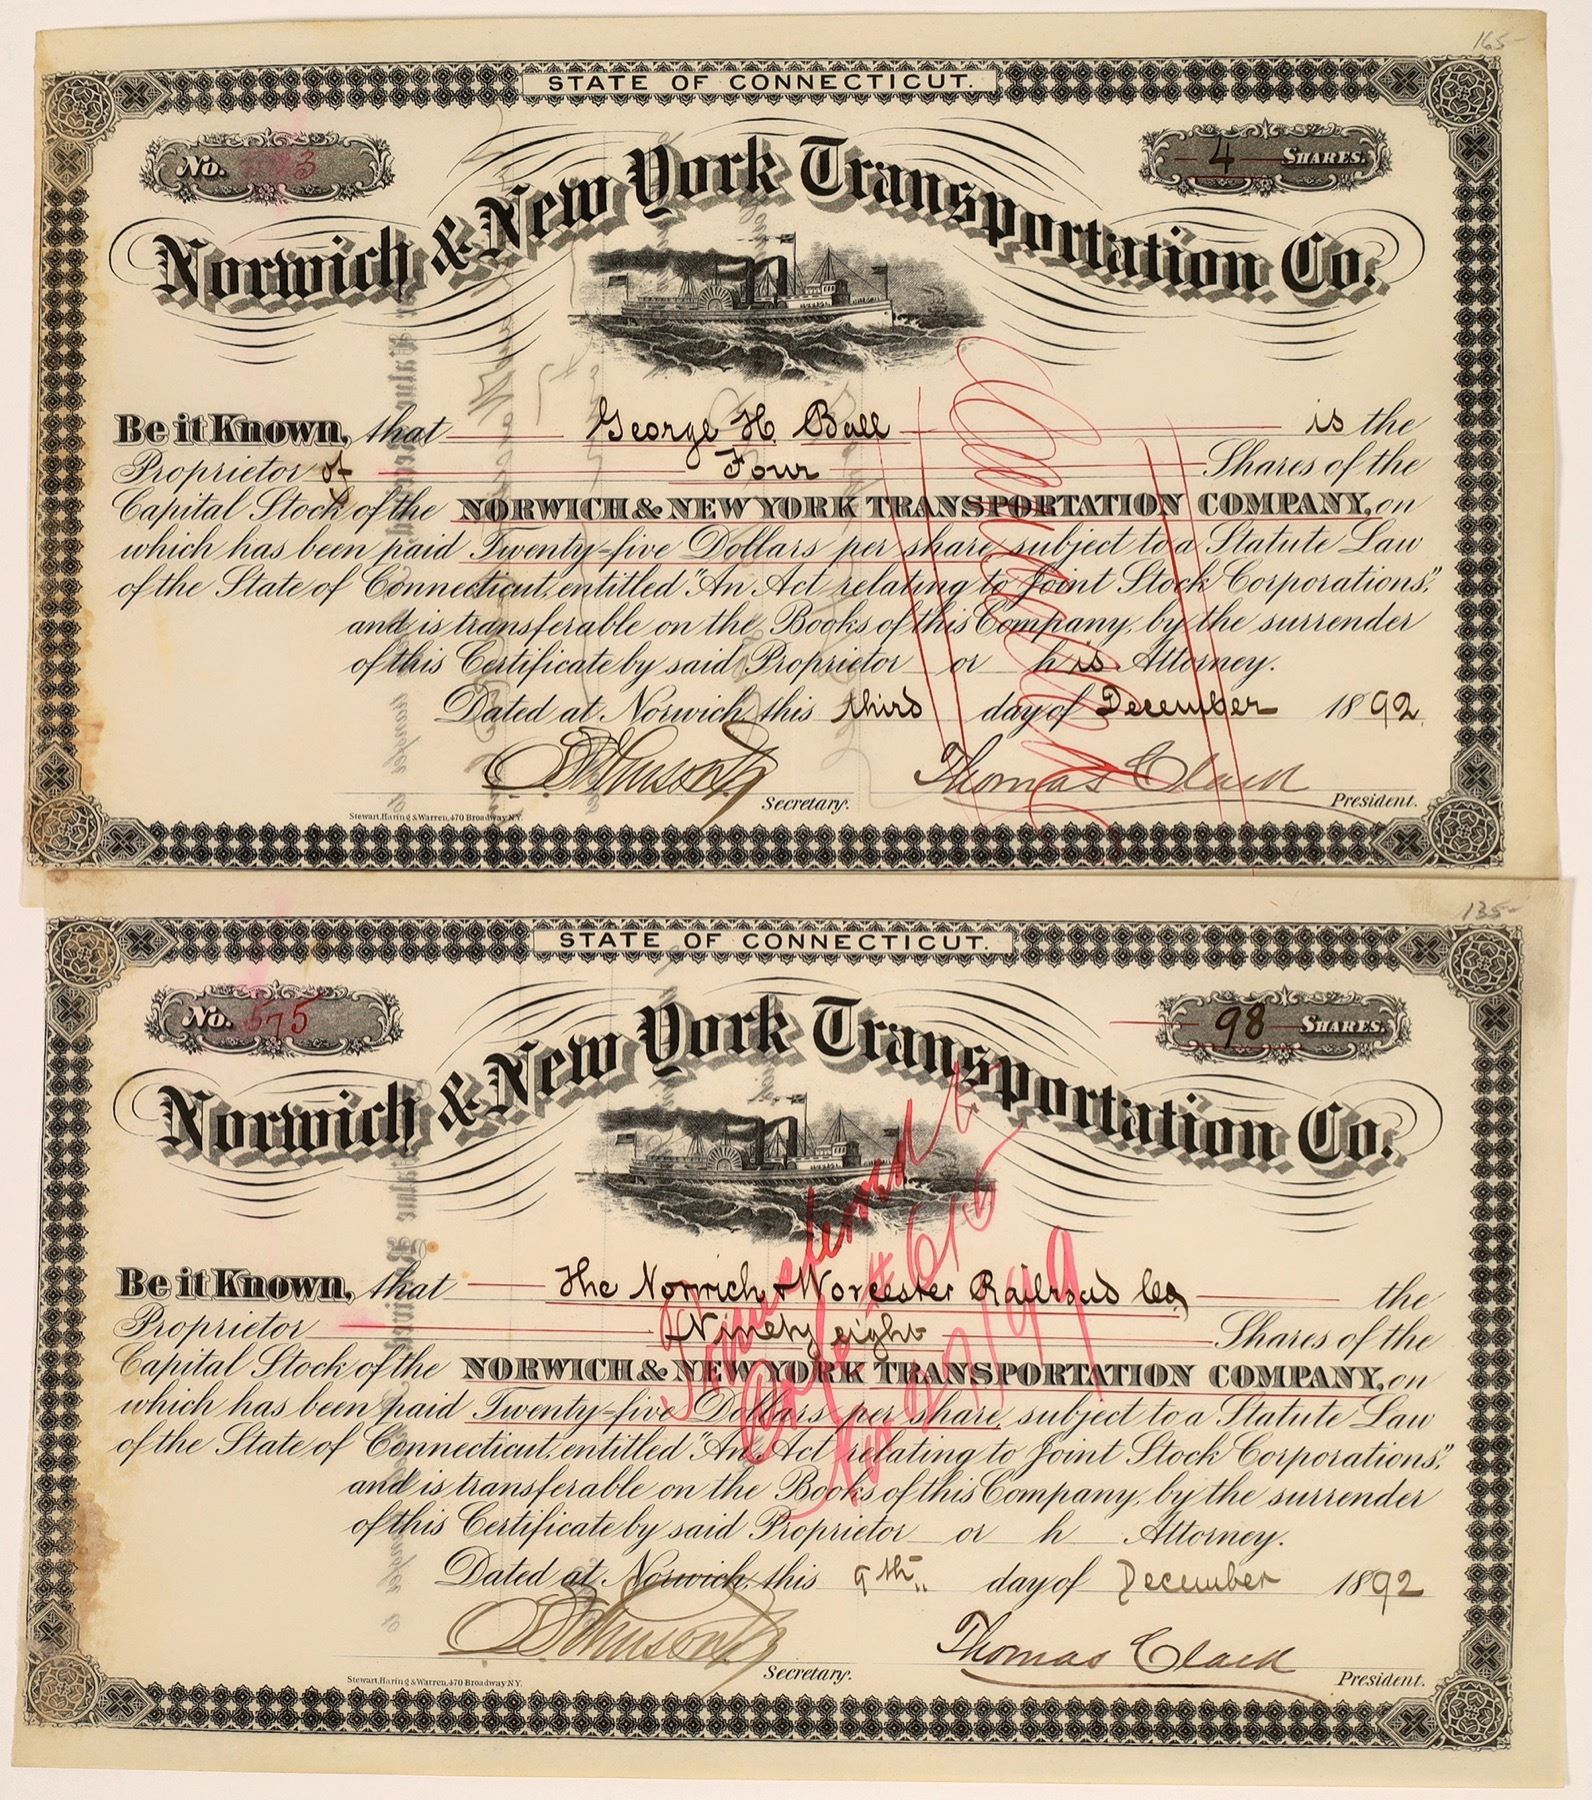 165-
STATE OF CONNECTICUT.
No.
4 SHARES.
Norwich & New York Transportation Co.
Be it Known, that George H. Ball is the
Proprietor of Four Shares of the
Capital Stock of the NORWICH & NEW YORK TRANSPORTATION COMPANY, on
which has been paid Twenty-five Dollars per share, subject to a Statute Law
of the State of Connecticut, entitled "An Act relating to Joint Stock Corporations",
and is transferable on the Books of this Company, by the surrender
of this Certificate by said Proprietor or his Attorney.
Dated at Norwich, this third day of December 1892
Thomas Clark
Secretary. President.
Stewart, Haring & Warren, 470 Broadway N.Y.
135-
STATE OF CONNECTICUT.
No. 575
98 SHARES.
Norwich & New York Transportation Co.
Be it Known, that The Norwich & Worcester Railroad Co. the
Proprietor Ninety eight Shares of the
Capital Stock of the NORWICH & NEW YORK TRANSPORTATION COMPANY, on
which has been paid Twenty-five Dollars per share, subject to a Statute Law
of the State of Connecticut, entitled "An Act relating to Joint Stock Corporations",
and is transferable on the Books of this Company, by the surrender
of this Certificate by said Proprietor or h Attorney.
Dated at Norwich, this 9th day of December 1892
Thomas Clark
Secretary. President.
Stewart, Haring & Warren, 470 Broadway N.Y.